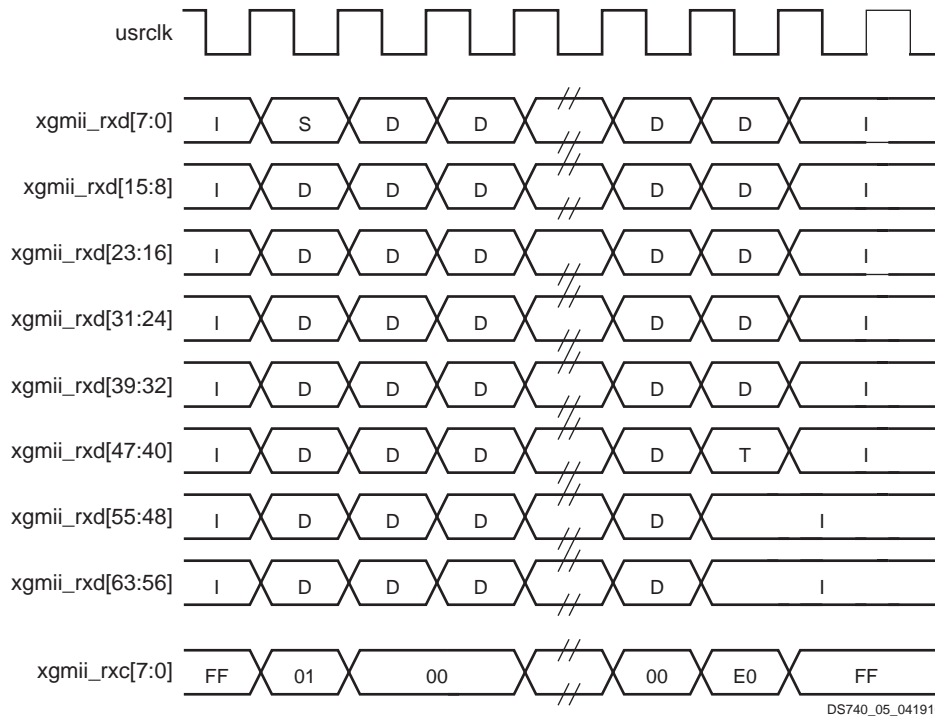 usrclk
xgmii_rxd[7:0] I S D D D D I
xgmii_rxd[15:8] I D D D D D I
xgmii_rxd[23:16] I D D D D D I
xgmii_rxd[31:24] I D D D D D I
xgmii_rxd[39:32] I D D D D D I
xgmii_rxd[47:40] I D D D D T I
xgmii_rxd[55:48] I D D D D I
xgmii_rxd[63:56] I D D D D I
xgmii_rxc[7:0] FF 01 00 00 E0 FF
DS740_05_04191